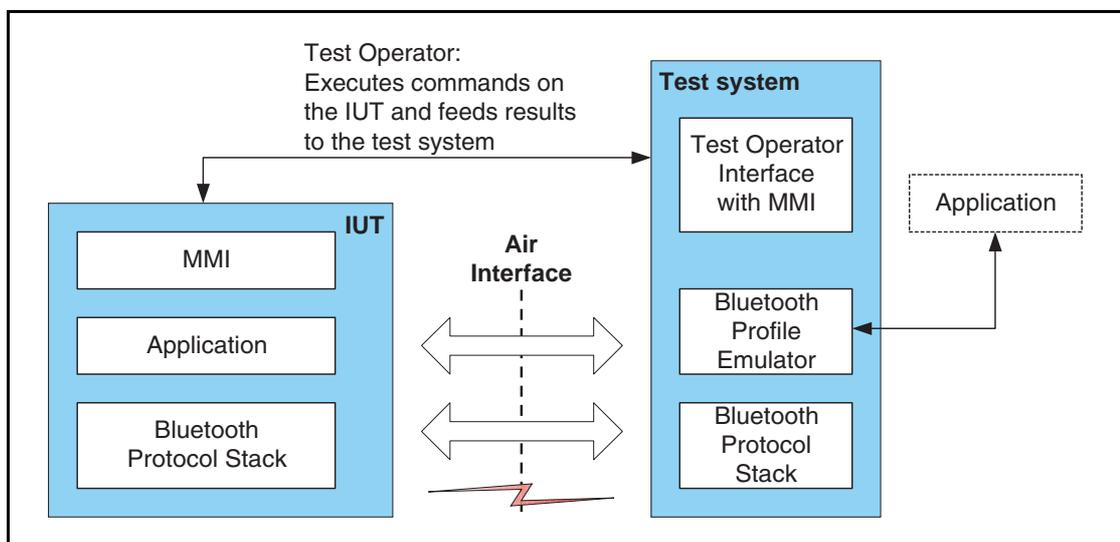 Test Operator:
Executes commands on
the IUT and feeds results
to the test system
Test system
Test Operator
Interface
with MMI
Application
IUT
MMI
Air
Interface
Application
Bluetooth
Profile
Emulator
Bluetooth
Protocol Stack
Bluetooth
Protocol
Stack